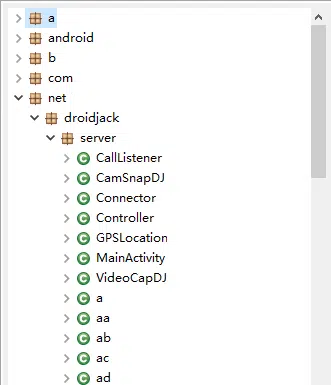 a
android
b
com
net
droidjack
server
CallListener
CamSnapDJ
Connector
Controller
GPSLocation
MainActivity
VideoCapDJ
a
aa
ab
ac
ad